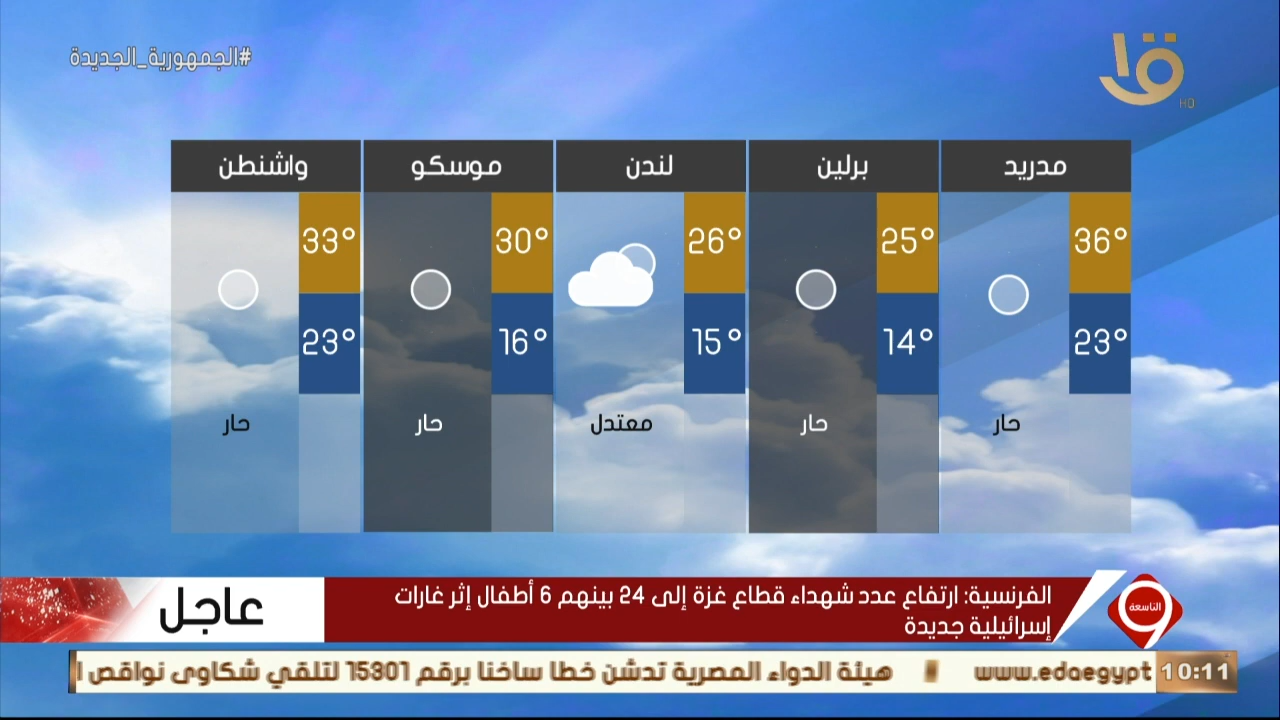 #الجمهورية_الجديدة
HD
مدريد
36°
23°
حار
برلين
25°
14°
حار
لندن
26°
15°
معتدل
موسكو
30°
16°
حار
واشنطن
33°
23°
حار
التاسعة
9
الفرنسية: ارتفاع عدد شهداء قطاع غزة إلى 24 بينهم 6 أطفال إثر غارات
إسرائيلية جديدة
عاجل
10:11
www.edaegypt
هيئة الدواء المصرية تدشن خطا ساخنا برقم 15301 لتلقي شكاوى نواقص ا